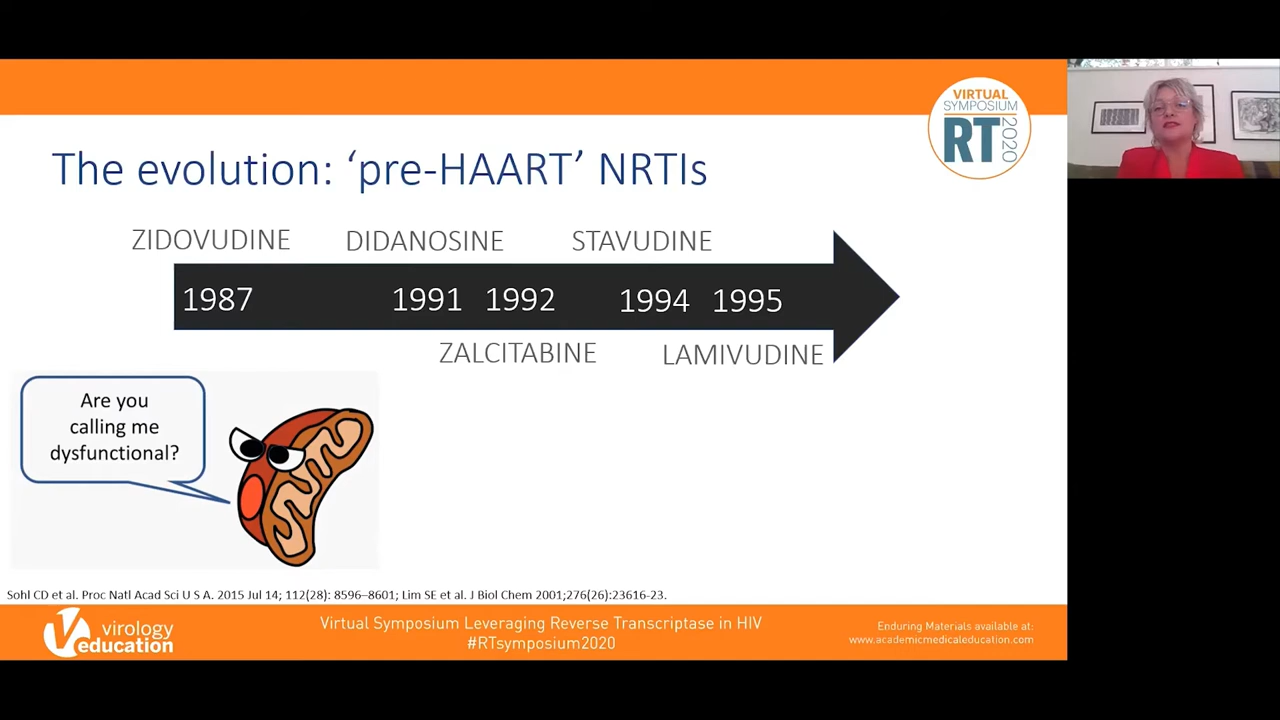 VIRTUAL
SYMPOSIUM
RT
2020
The evolution: ‘pre-HAART’ NRTIs
ZIDOVUDINE DIDANOSINE STAVUDINE
1987 1991 1992 1994 1995
ZALCITABINE LAMIVUDINE
Are you
calling me
dysfunctional?
Sohl CD et al. Proc Natl Acad Sci U S A. 2015 Jul 14; 112(28): 8596–8601; Lim SE et al. J Biol Chem 2001;276(26):23616-23.
virology
education
Virtual Symposium Leveraging Reverse Transcriptase in HIV
#RTsymposium2020
Enduring Materials available at:
www.academicmedicaleducation.com